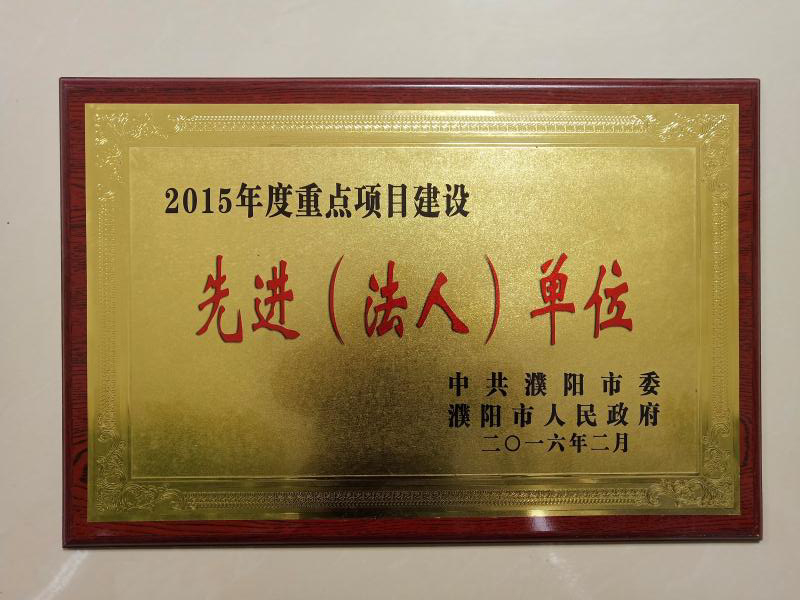 2015年度重点项目建设
先进（法人）单位
中共濮阳市委
濮阳市人民政府
二〇一六年二月